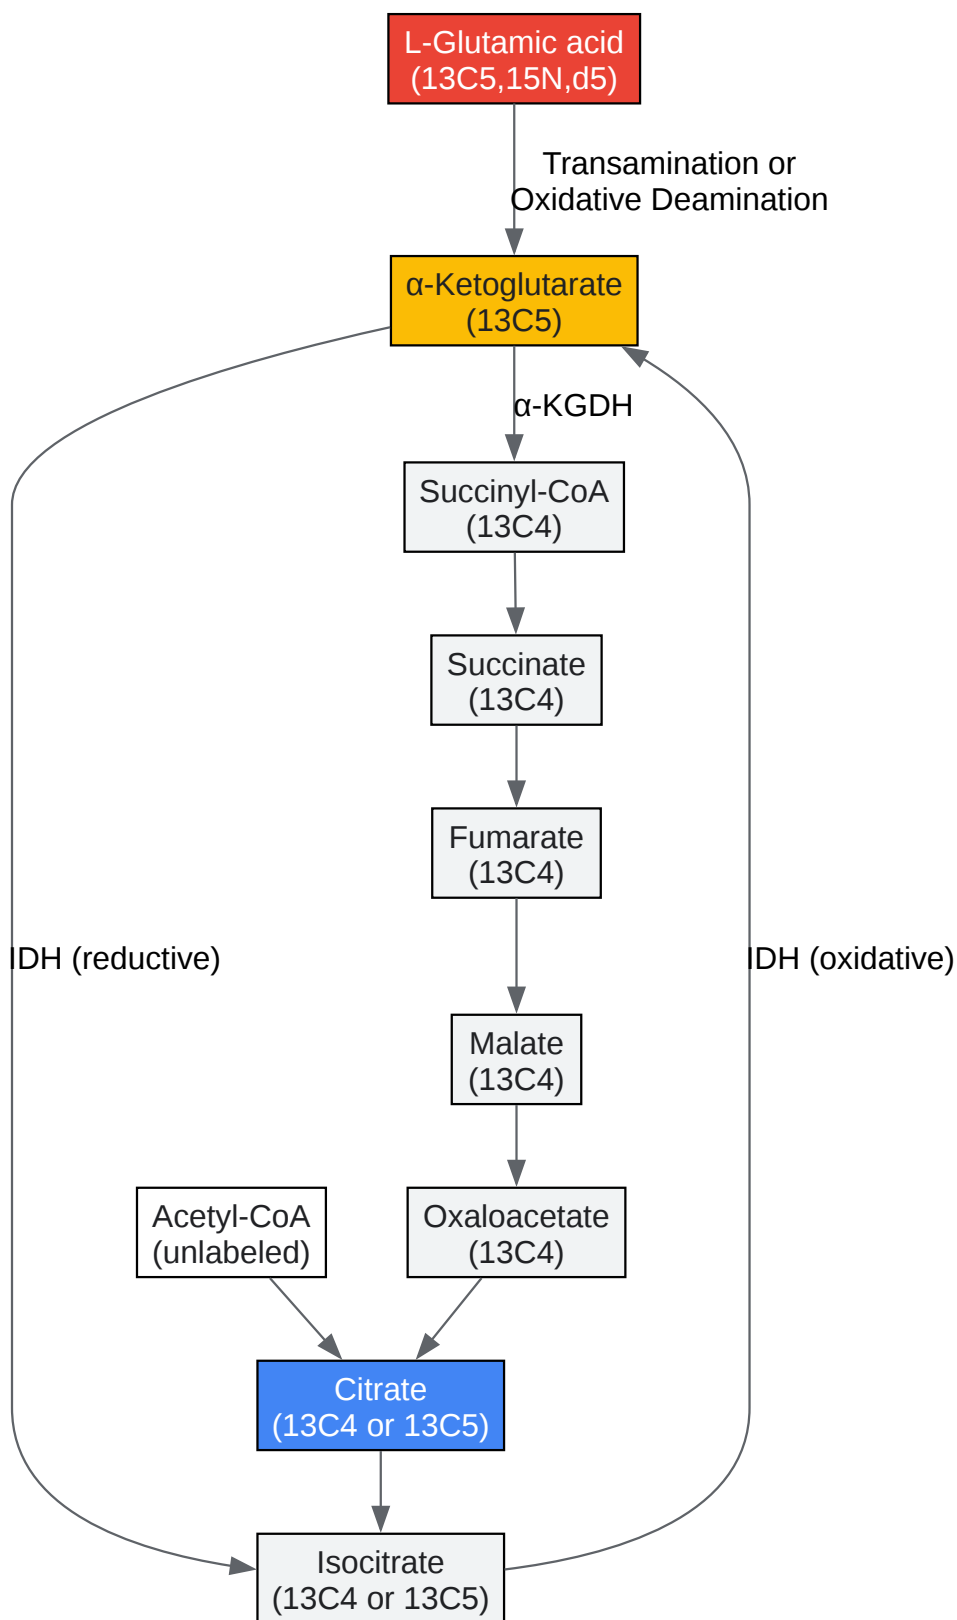 L-Glutamic acid
(13C5,15N,d5)
Transamination or
Oxidative Deamination
α-Ketoglutarate
(13C5)
α-KGDH
Succinyl-CoA
(13C4)
Succinate
(13C4)
Fumarate
(13C4)
IDH (reductive)
IDH (oxidative)
Malate
(13C4)
Acetyl-CoA
(unlabeled)
Oxaloacetate
(13C4)
Citrate
(13C4 or 13C5)
Isocitrate
(13C4 or 13C5)